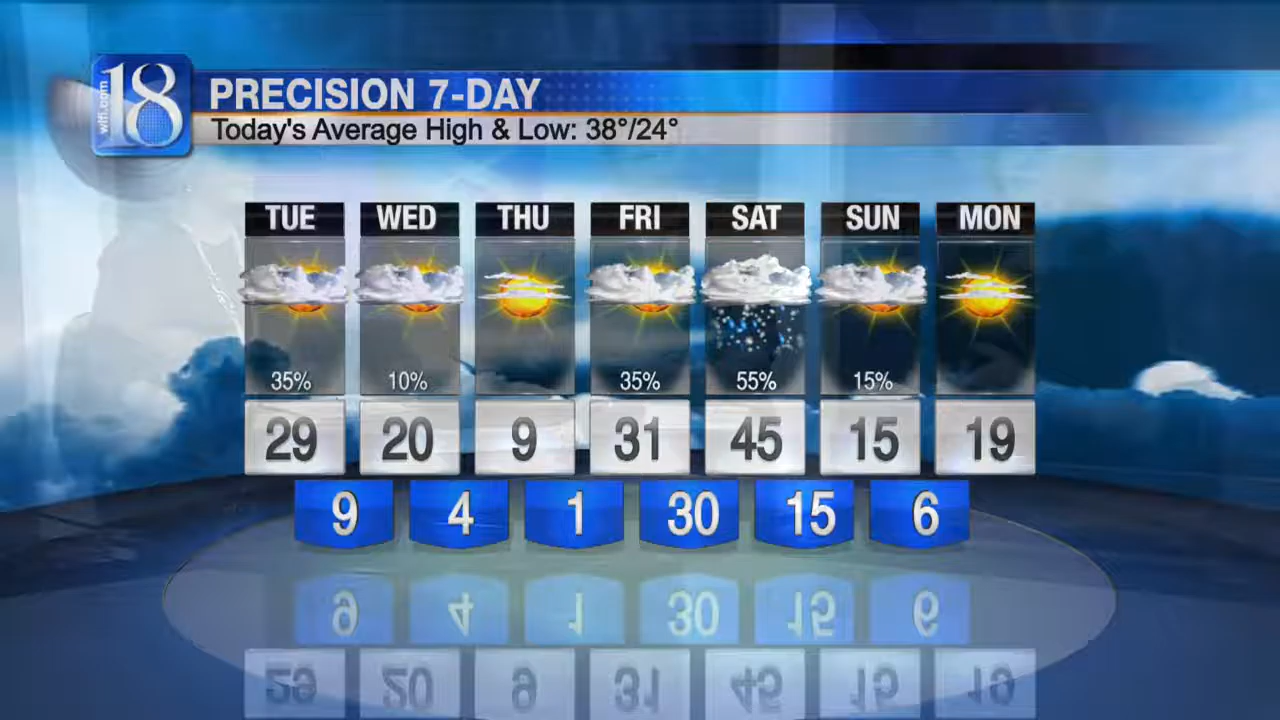 wlfi.com
18
PRECISION 7-DAY
Today's Average High & Low: 38°/24°
TUE WED THU FRI SAT SUN MON
35% 10% 35% 55% 15%
29 20 9 31 45 15 19
9 4 1 30 15 6